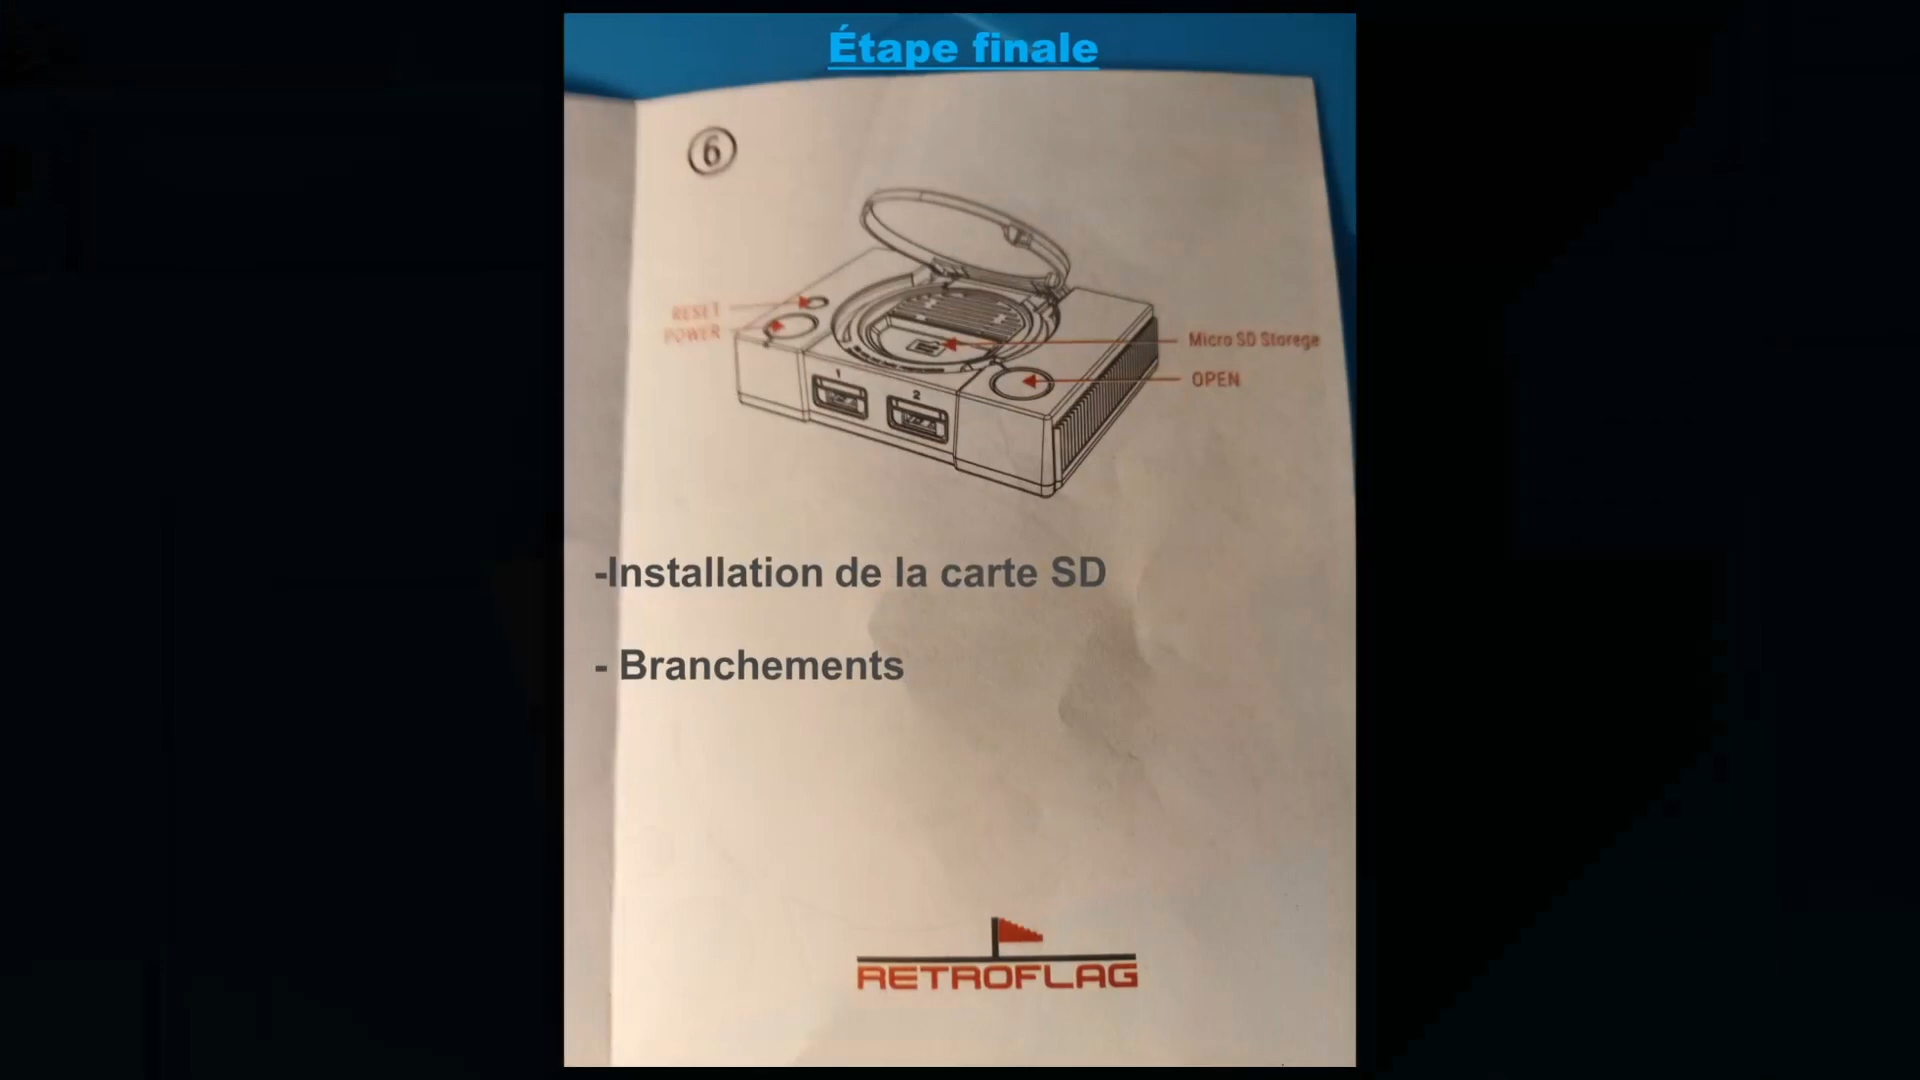 Étape finale
6
RESET
POWER
Micro SD Storege
OPEN
1
2
-Installation de la carte SD
- Branchements
RETROFLAG